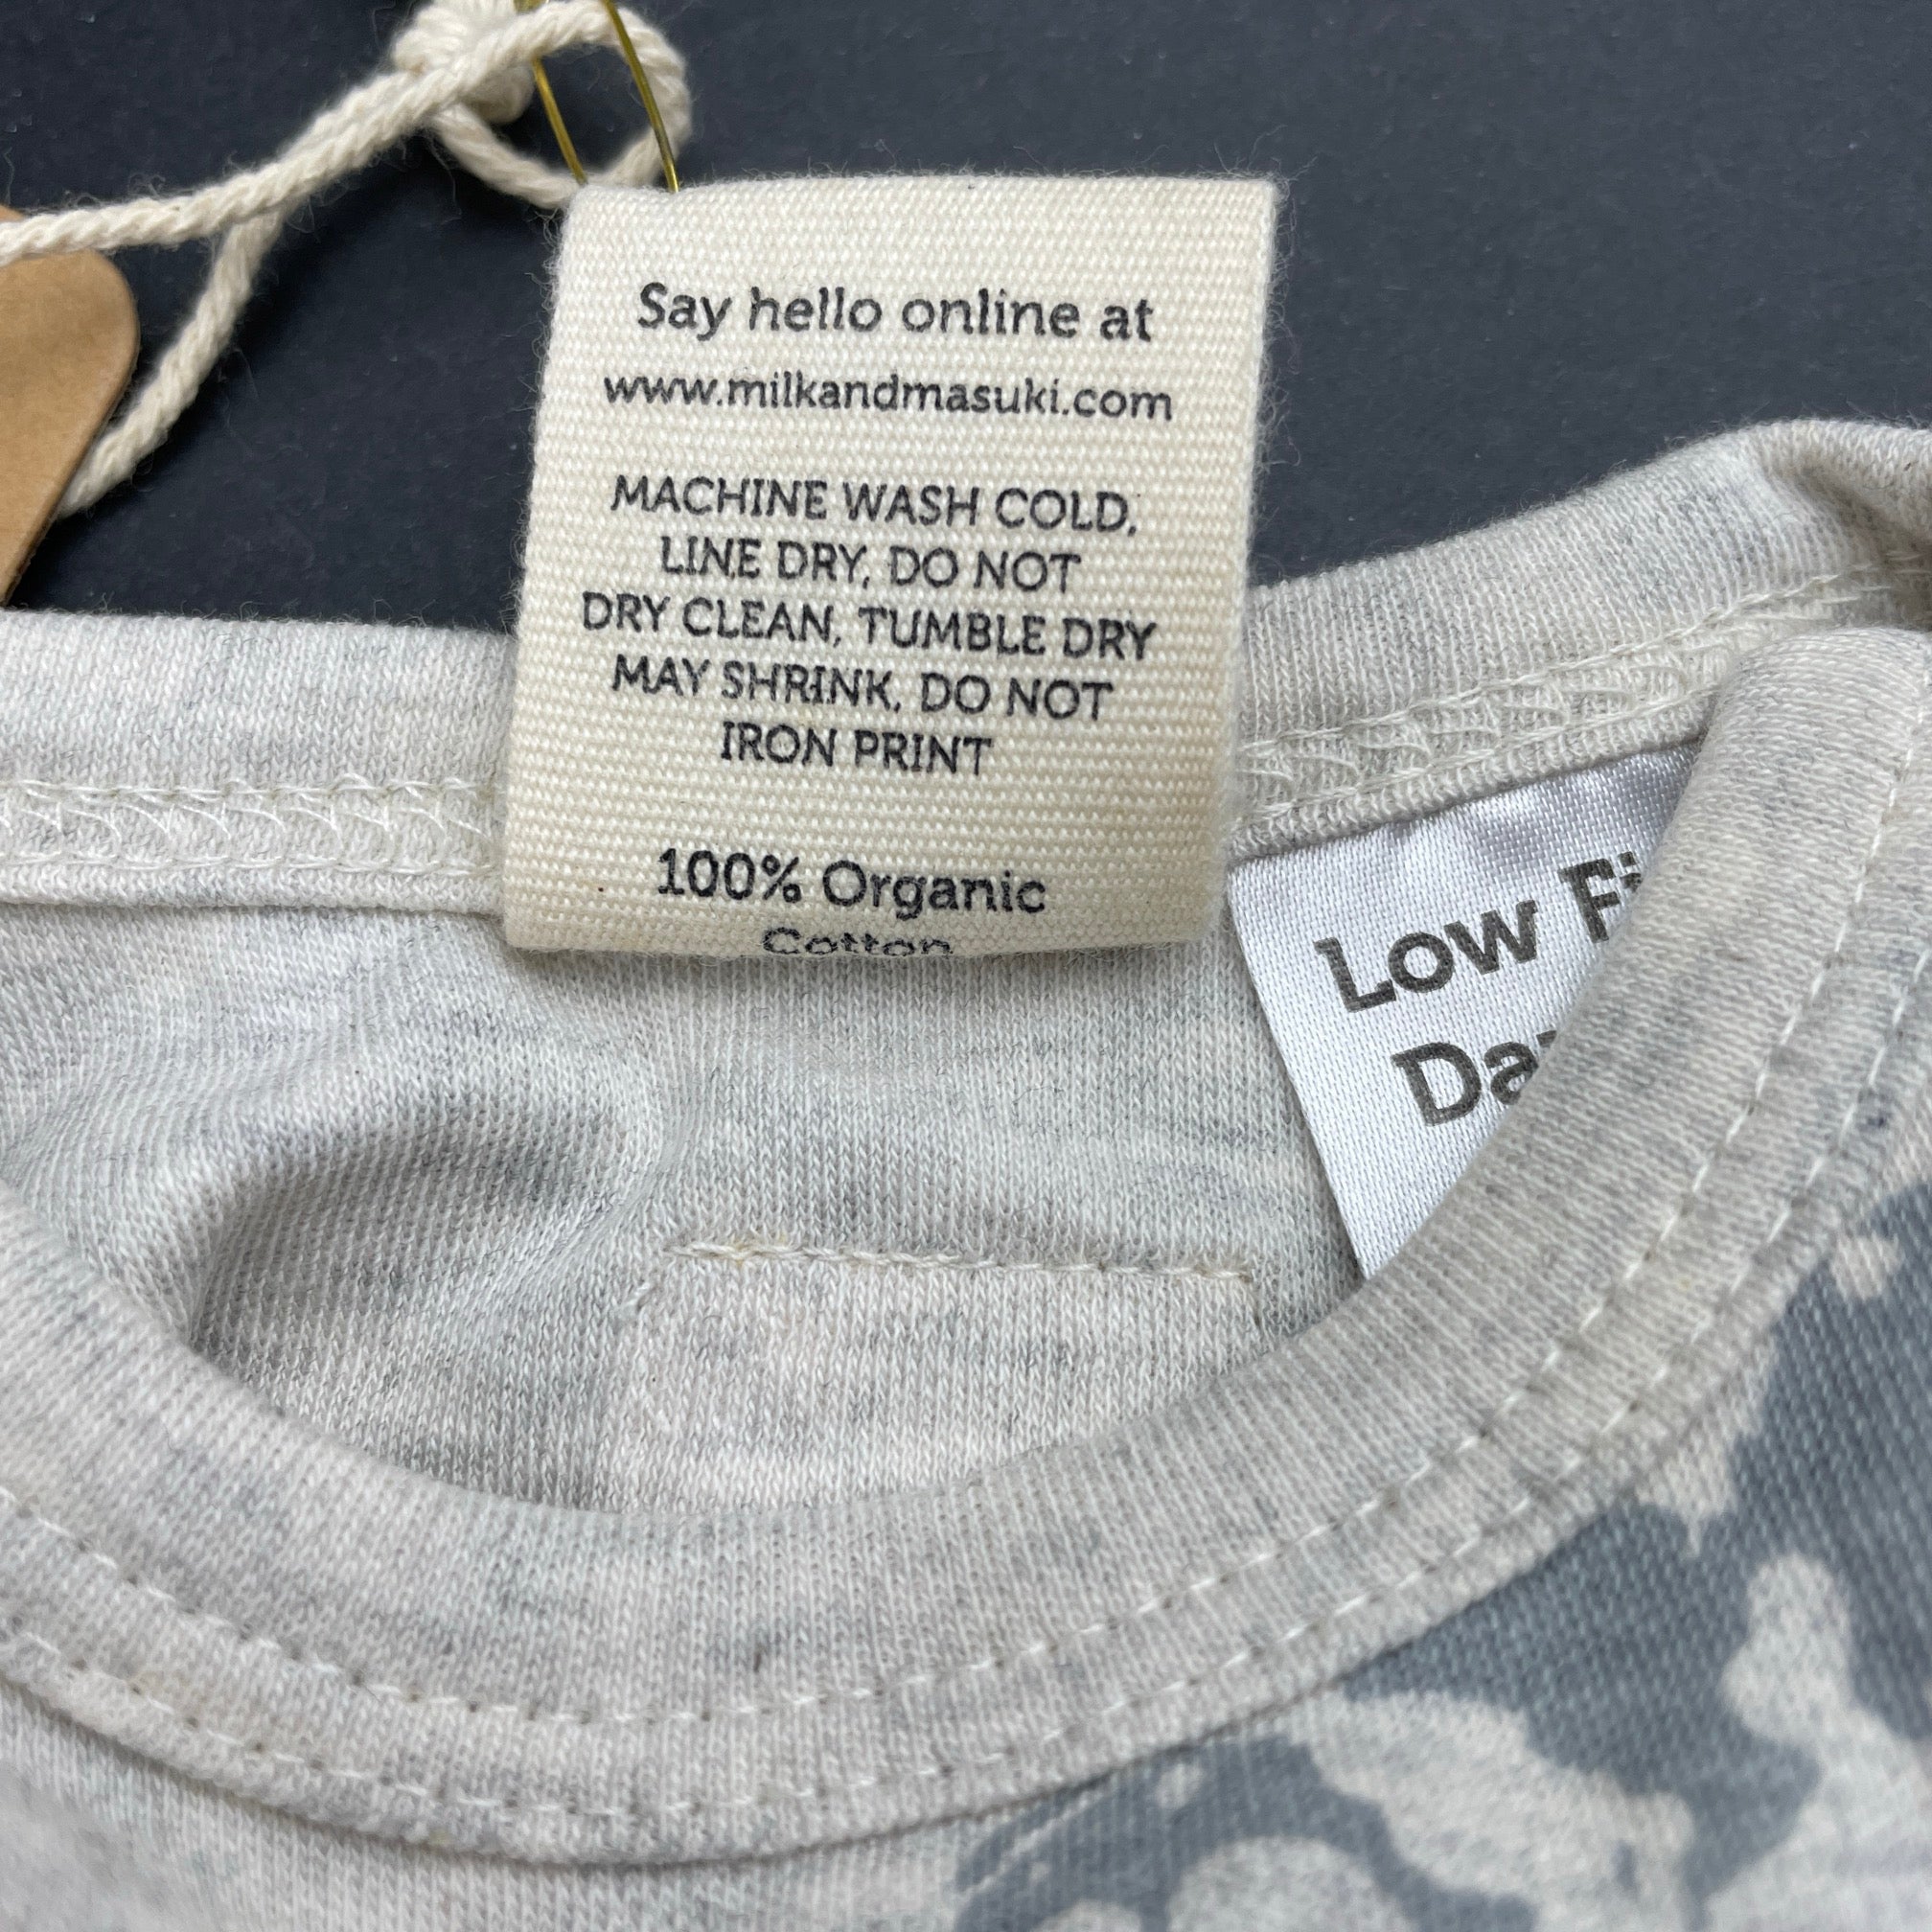 Say hello online at
www.milkandmasuki.com
MACHINE WASH COLD,
LINE DRY, DO NOT
DRY CLEAN, TUMBLE DRY
MAY SHRINK, DO NOT
IRON PRINT
100% Organic
Cotton
Low